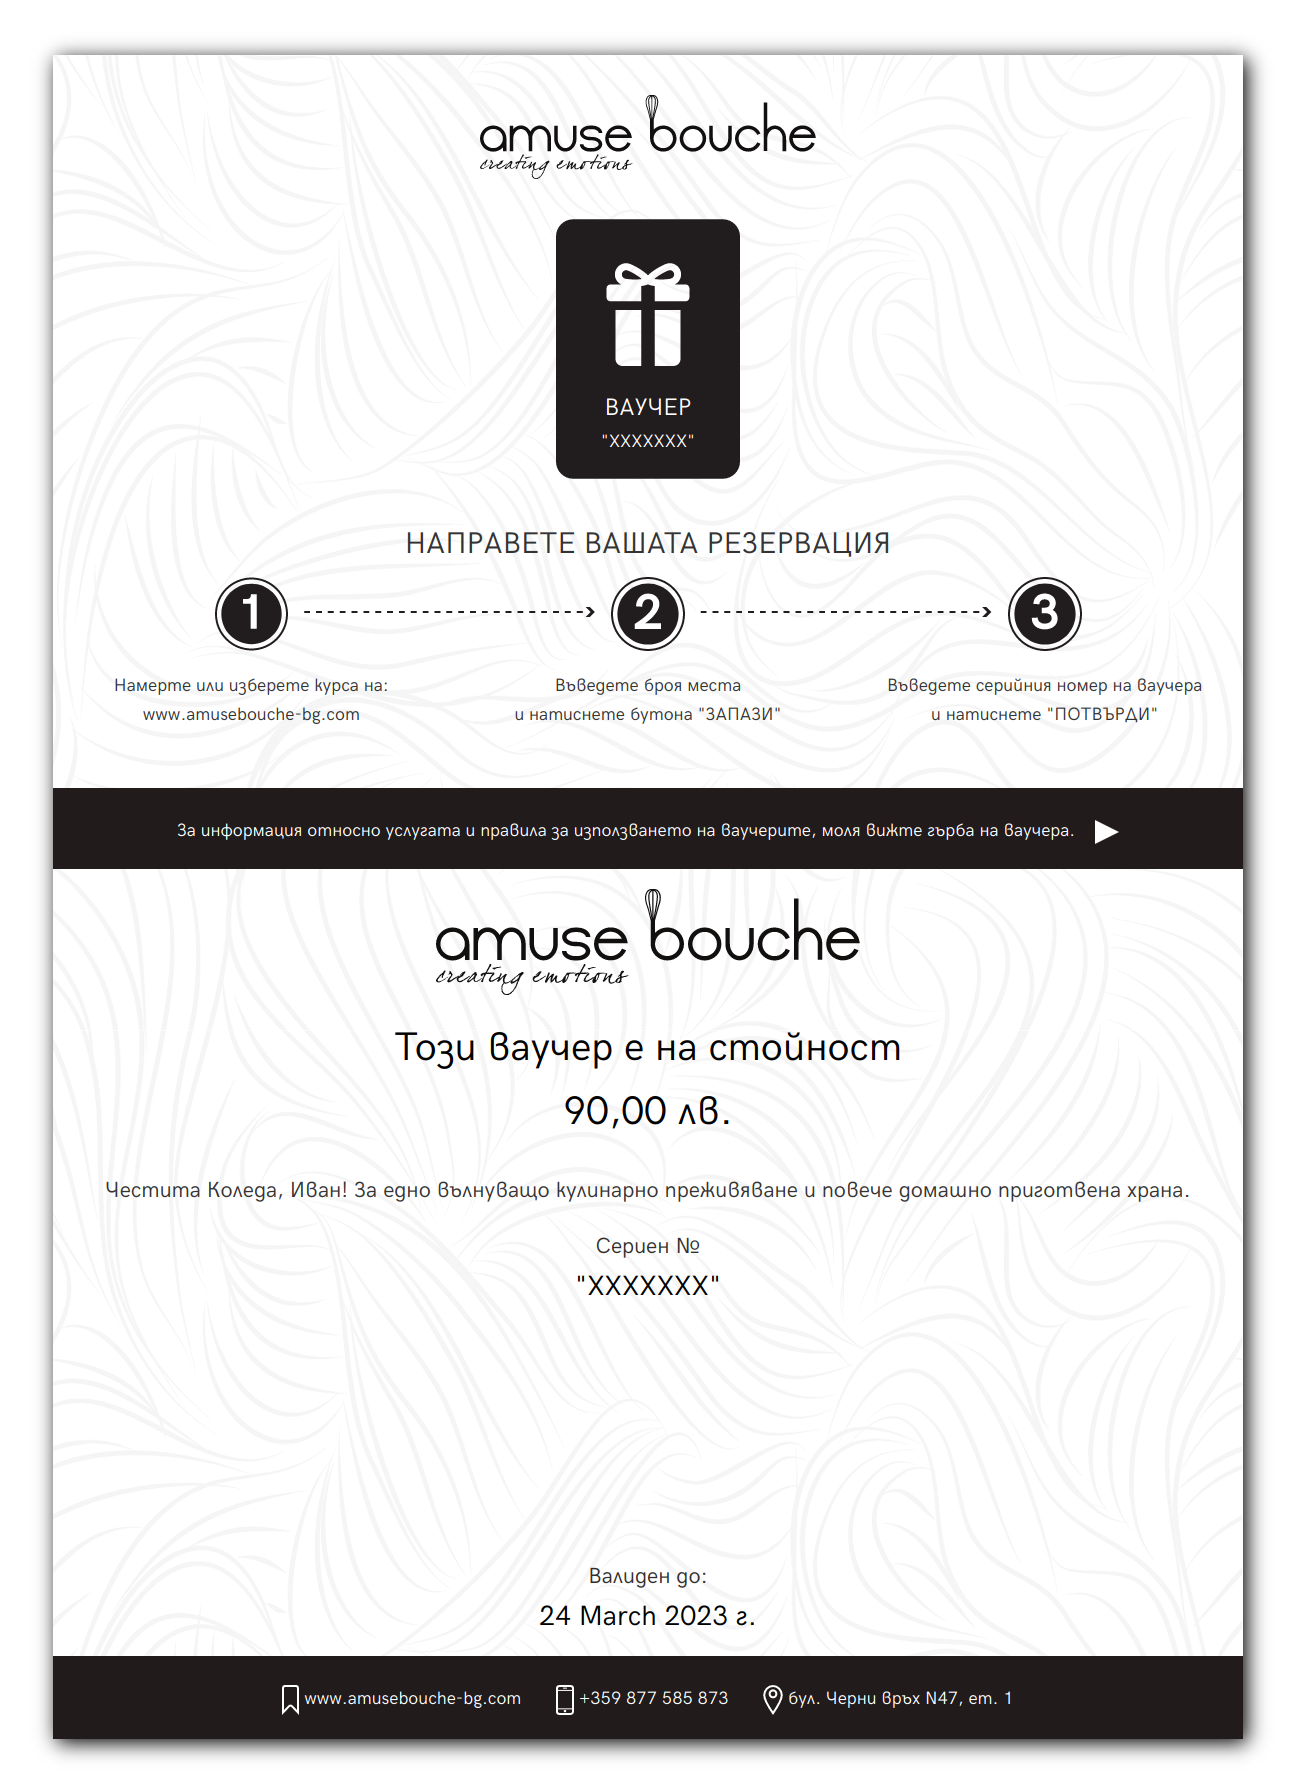 amuse bouche
creating emotions
ВАУЧЕР
"XXXXXXX"
НАПРАВЕТЕ ВАШАТА РЕЗЕРВАЦИЯ
1
2
3
Намерте или изберете курса на:
www.amusebouche-bg.com
Въведете броя места
и натиснете бутона "ЗАПАЗИ"
Въведете серийния номер на ваучера
и натиснете "ПОТВЪРДИ"
За информация относно услугата и правила за използването на ваучерите, моля вижте гърба на ваучера.
amuse bouche
creating emotions
Този ваучер е на стойност
90,00 лв.
Честита Коледа, Иван! За едно вълнуващо кулинарно преживяване и повече домашно приготвена храна.
Сериен №
"XXXXXXX"
Валиден до:
24 March 2023 г.
www.amusebouche-bg.com +359 877 585 873 бул. Черни връх N47, ет. 1